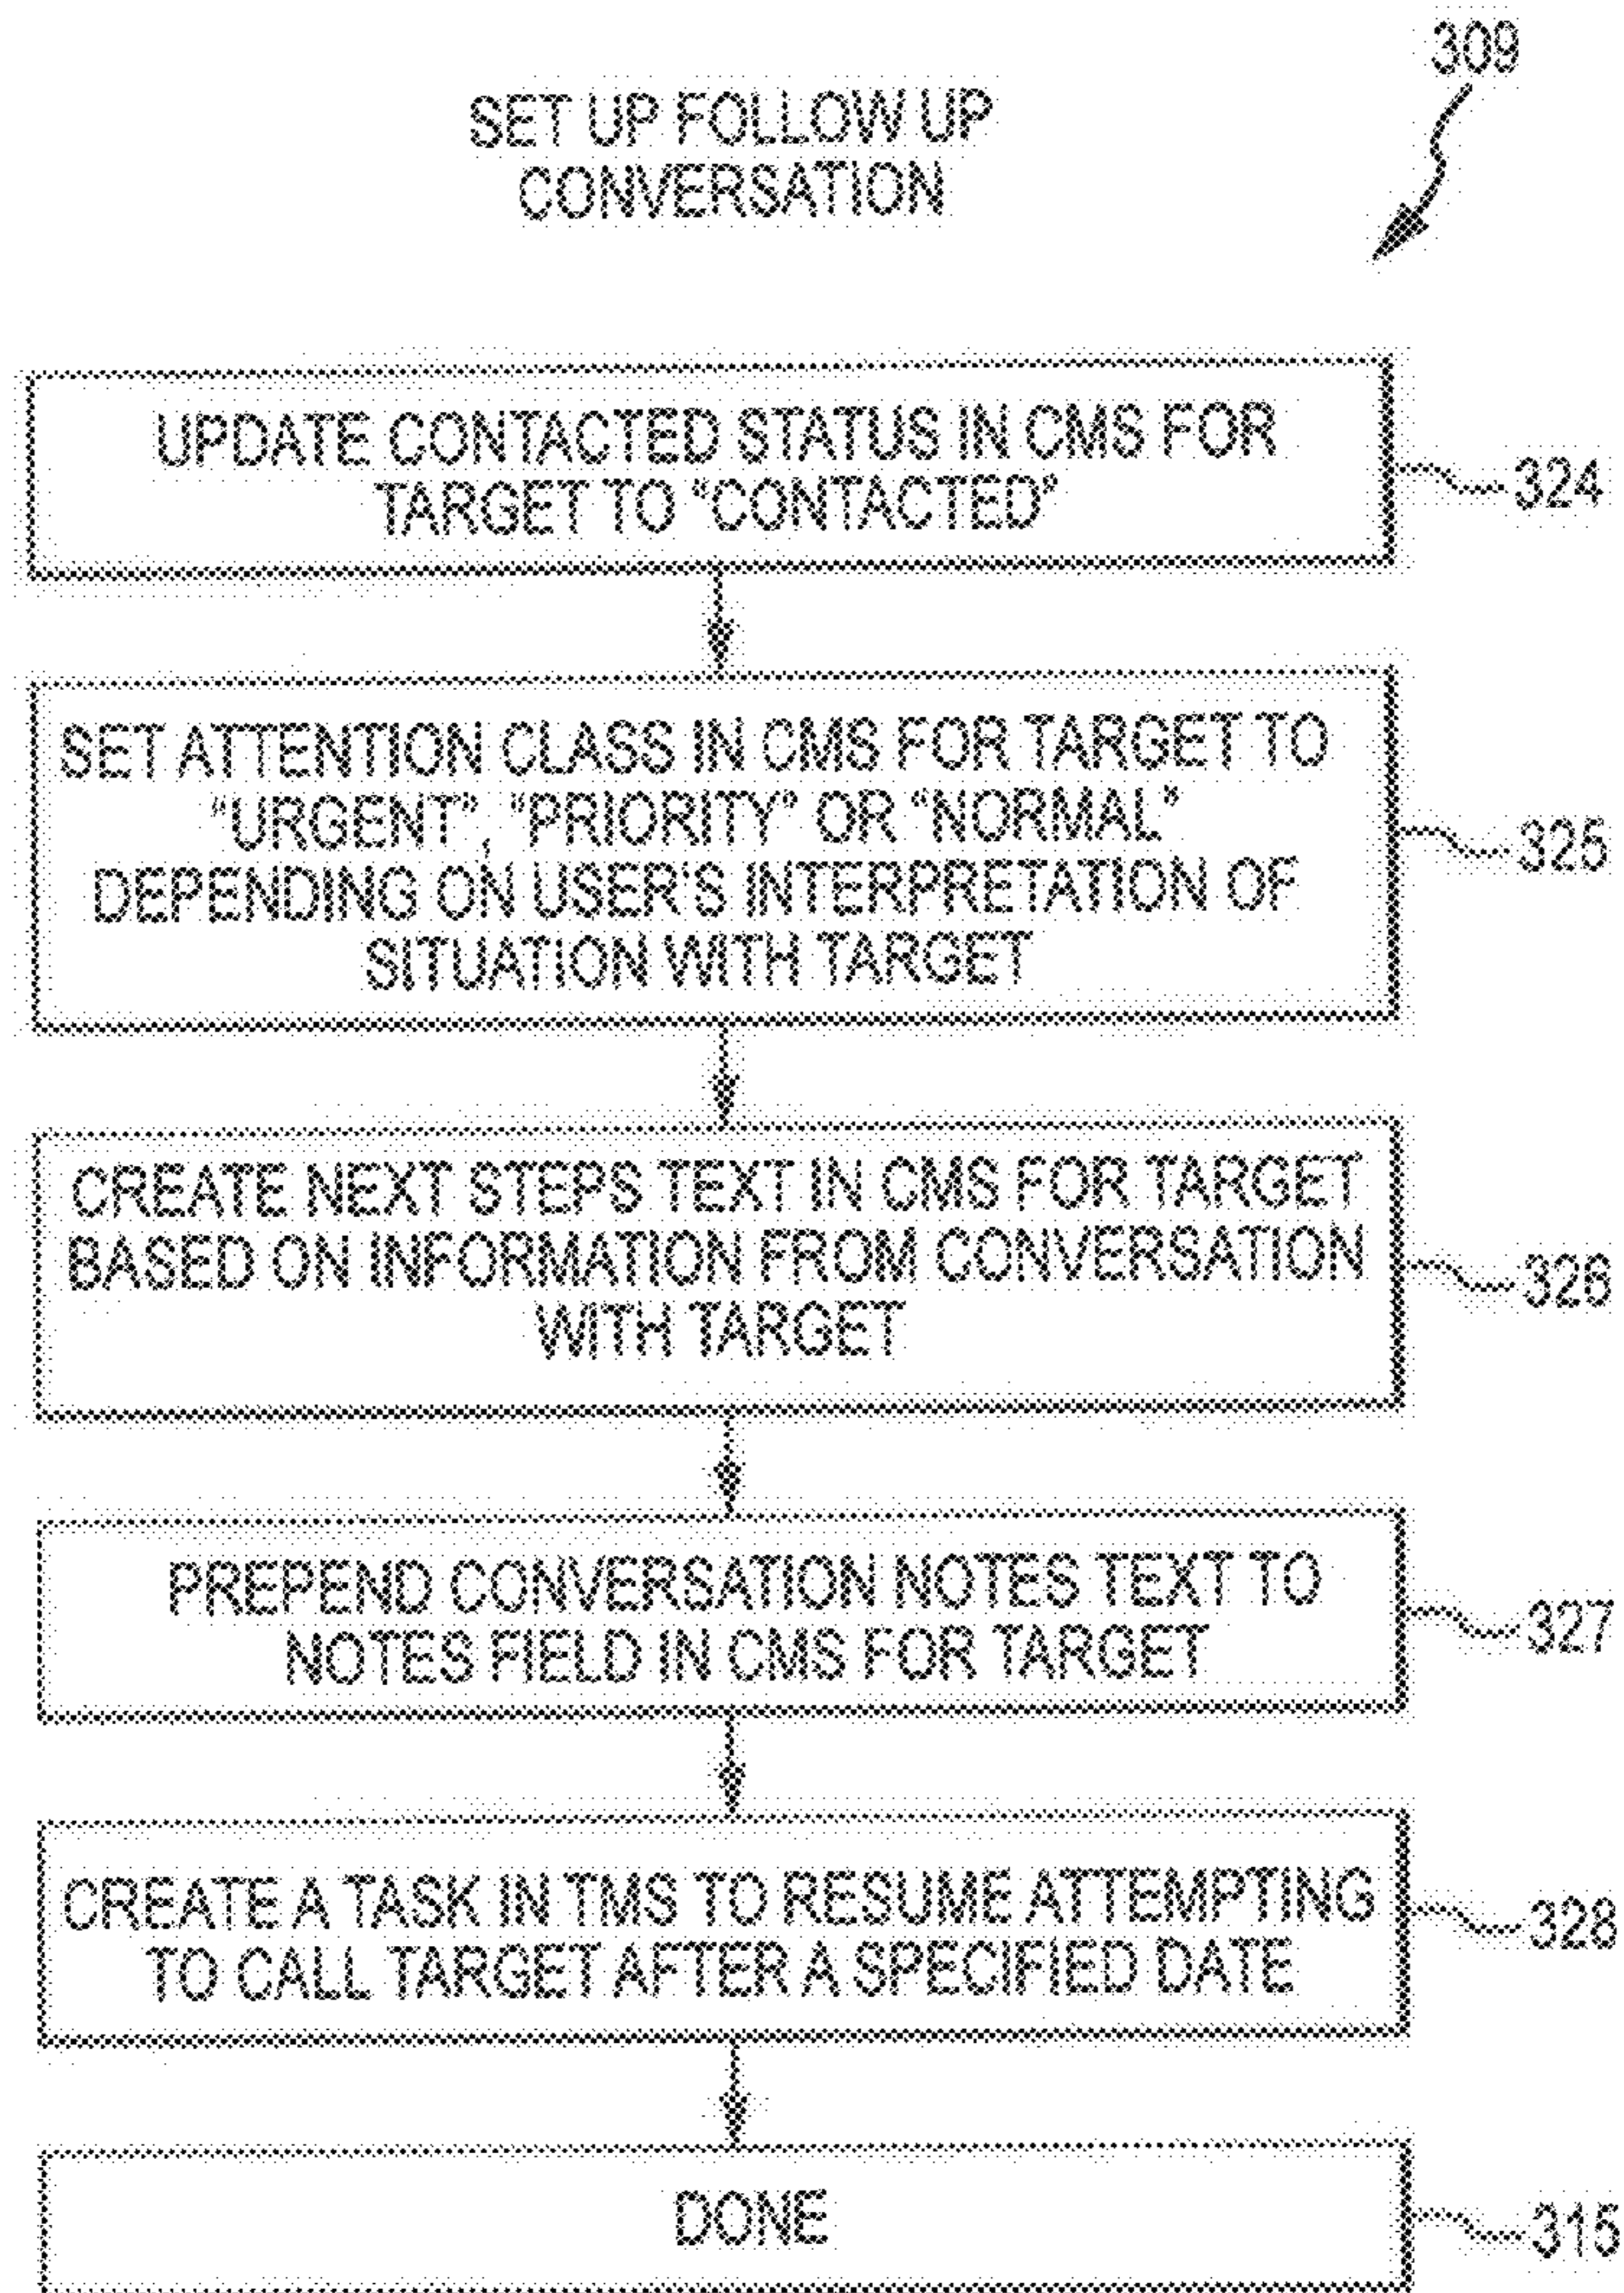 309
SET UP FOLLOW UP
CONVERSATION
UPDATE CONTACTED STATUS IN CMS FOR
TARGET TO "CONTACTED"
324
SET ATTENTION CLASS IN CMS FOR TARGET TO
"URGENT", "PRIORITY" OR "NORMAL"
DEPENDING ON USER'S INTERPRETATION OF
SITUATION WITH TARGET
325
CREATE NEXT STEPS TEXT IN CMS FOR TARGET
BASED ON INFORMATION FROM CONVERSATION
WITH TARGET
326
PREPEND CONVERSATION NOTES TEXT TO
NOTES FIELD IN CMS FOR TARGET
327
CREATE A TASK IN TMS TO RESUME ATTEMPTING
TO CALL TARGET AFTER A SPECIFIED DATE
328
DONE
315